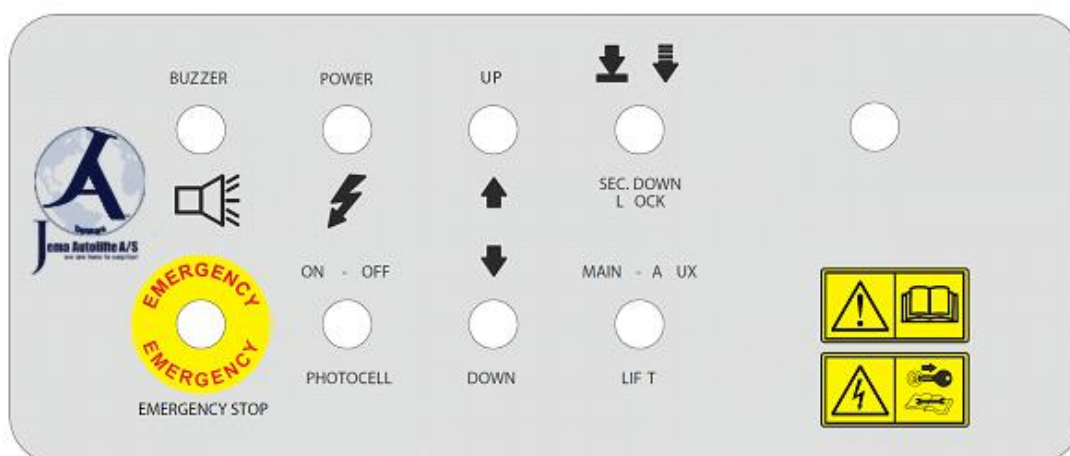 BUZZER
POWER
UP
SEC. DOWN
L OCK
Jema Autolifte A/S
EMERGENCY
EMERGENCY
EMERGENCY STOP
ON - OFF
PHOTOCELL
DOWN
MAIN - A UX
LIF T